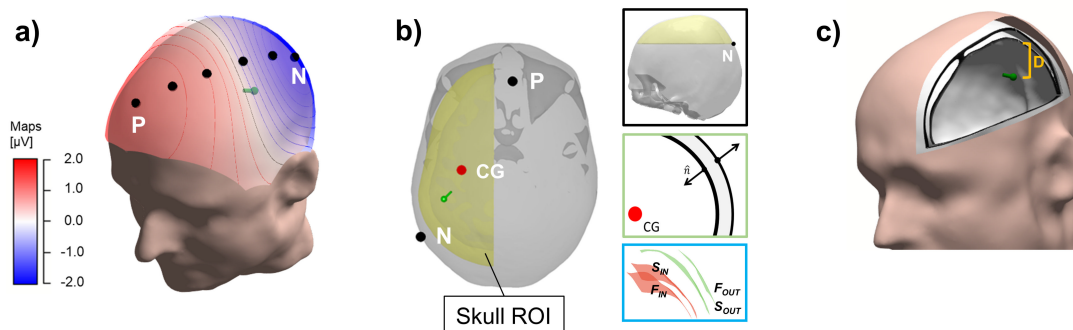 a)
N
P
Maps
[µV]
2.0
1.0
0.0
-1.0
-2.0
b)
P
CG
N
Skull ROI
N
n̂
CG
S_IN
F_IN
F_OUT
S_OUT
c)
D